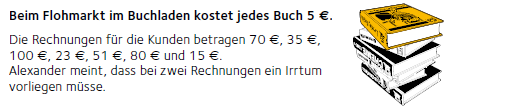 Beim Flohmarkt im Buchladen kostet jedes Buch 5 €.
Die Rechnungen für die Kunden betragen 70 €, 35 €,
100 €, 23 €, 51 €, 80 € und 15 €.
Alexander meint, dass bei zwei Rechnungen ein Irrtum
vorliegen müsse.